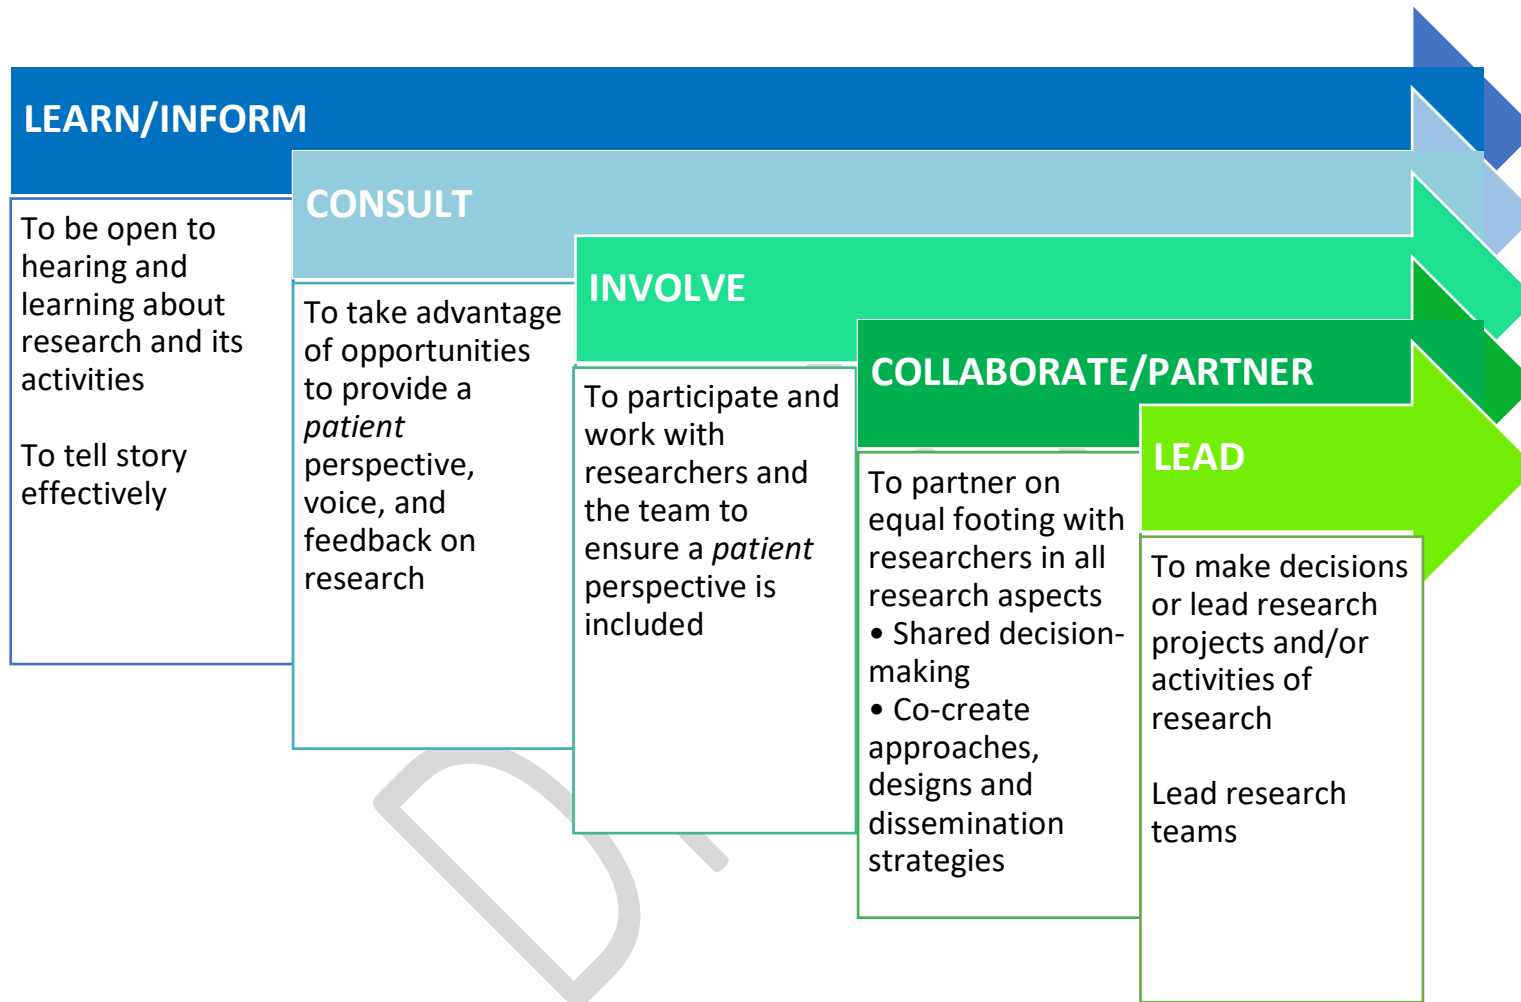 LEARN/INFORM
To be open to
hearing and
learning about
research and its
activities
To tell story
effectively
CONSULT
To take advantage
of opportunities
to provide a
patient
perspective,
voice, and
feedback on
research
INVOLVE
To participate and
work with
researchers and
the team to
ensure a patient
perspective is
included
COLLABORATE/PARTNER
To partner on
equal footing with
researchers in all
research aspects
• Shared decision-
making
• Co-create
approaches,
designs and
dissemination
strategies
LEAD
To make decisions
or lead research
projects and/or
activities of
research
Lead research
teams